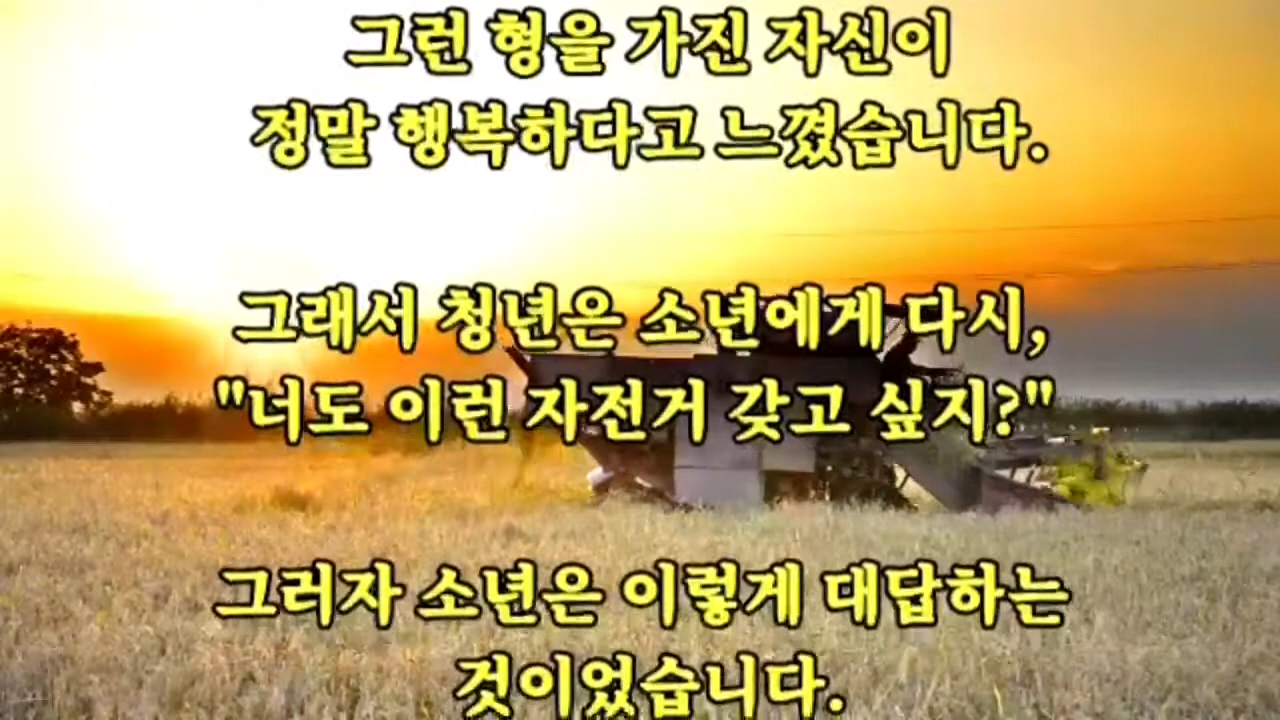 그런 형을 가진 자신이
정말 행복하다고 느꼈습니다.
그래서 청년은 소년에게 다시,
"너도 이런 자전거 갖고 싶지?"
그러자 소년은 이렇게 대답하는
것이었습니다.